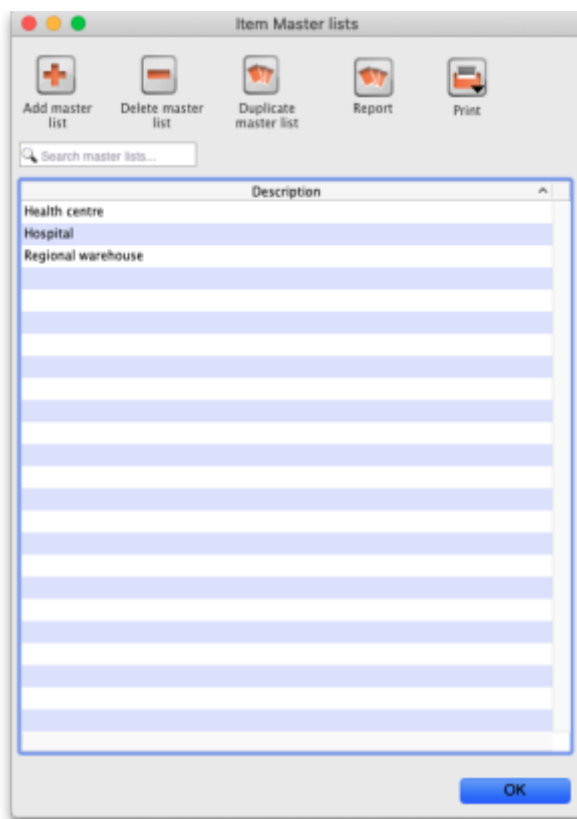 Item Master lists
Add master
list
Delete master
list
Duplicate
master list
Report
Print
Search master lists...
Description
Health centre
Hospital
Regional warehouse
OK